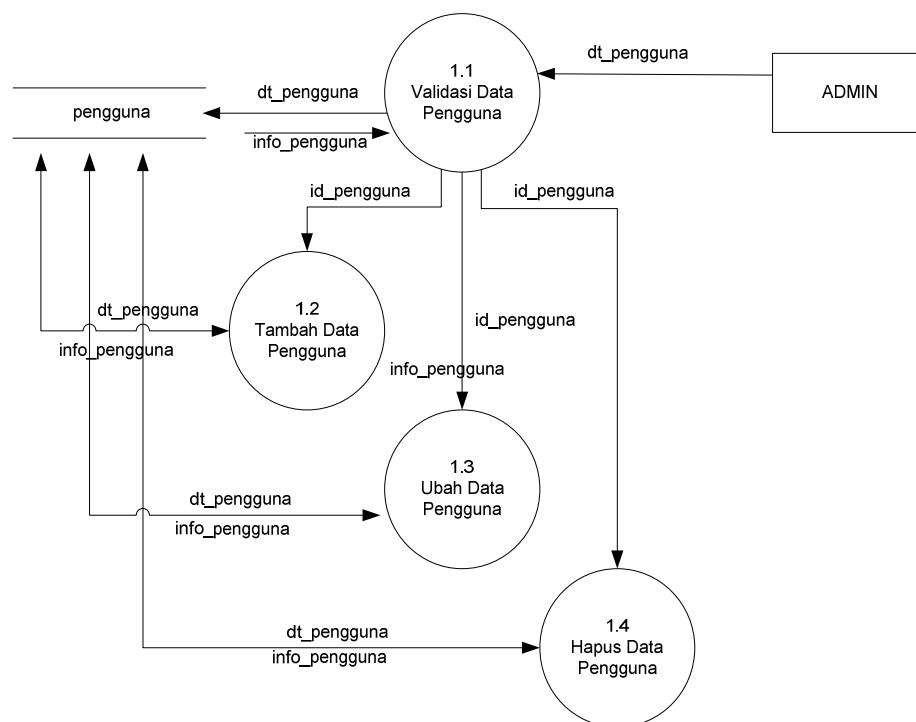 1.1
Validasi Data
Pengguna
dt_pengguna
ADMIN
dt_pengguna
pengguna
info_pengguna
id_pengguna
id_pengguna
1.2
Tambah Data
Pengguna
dt_pengguna
info_pengguna
id_pengguna
info_pengguna
1.3
Ubah Data
Pengguna
dt_pengguna
info_pengguna
1.4
Hapus Data
Pengguna
dt_pengguna
info_pengguna